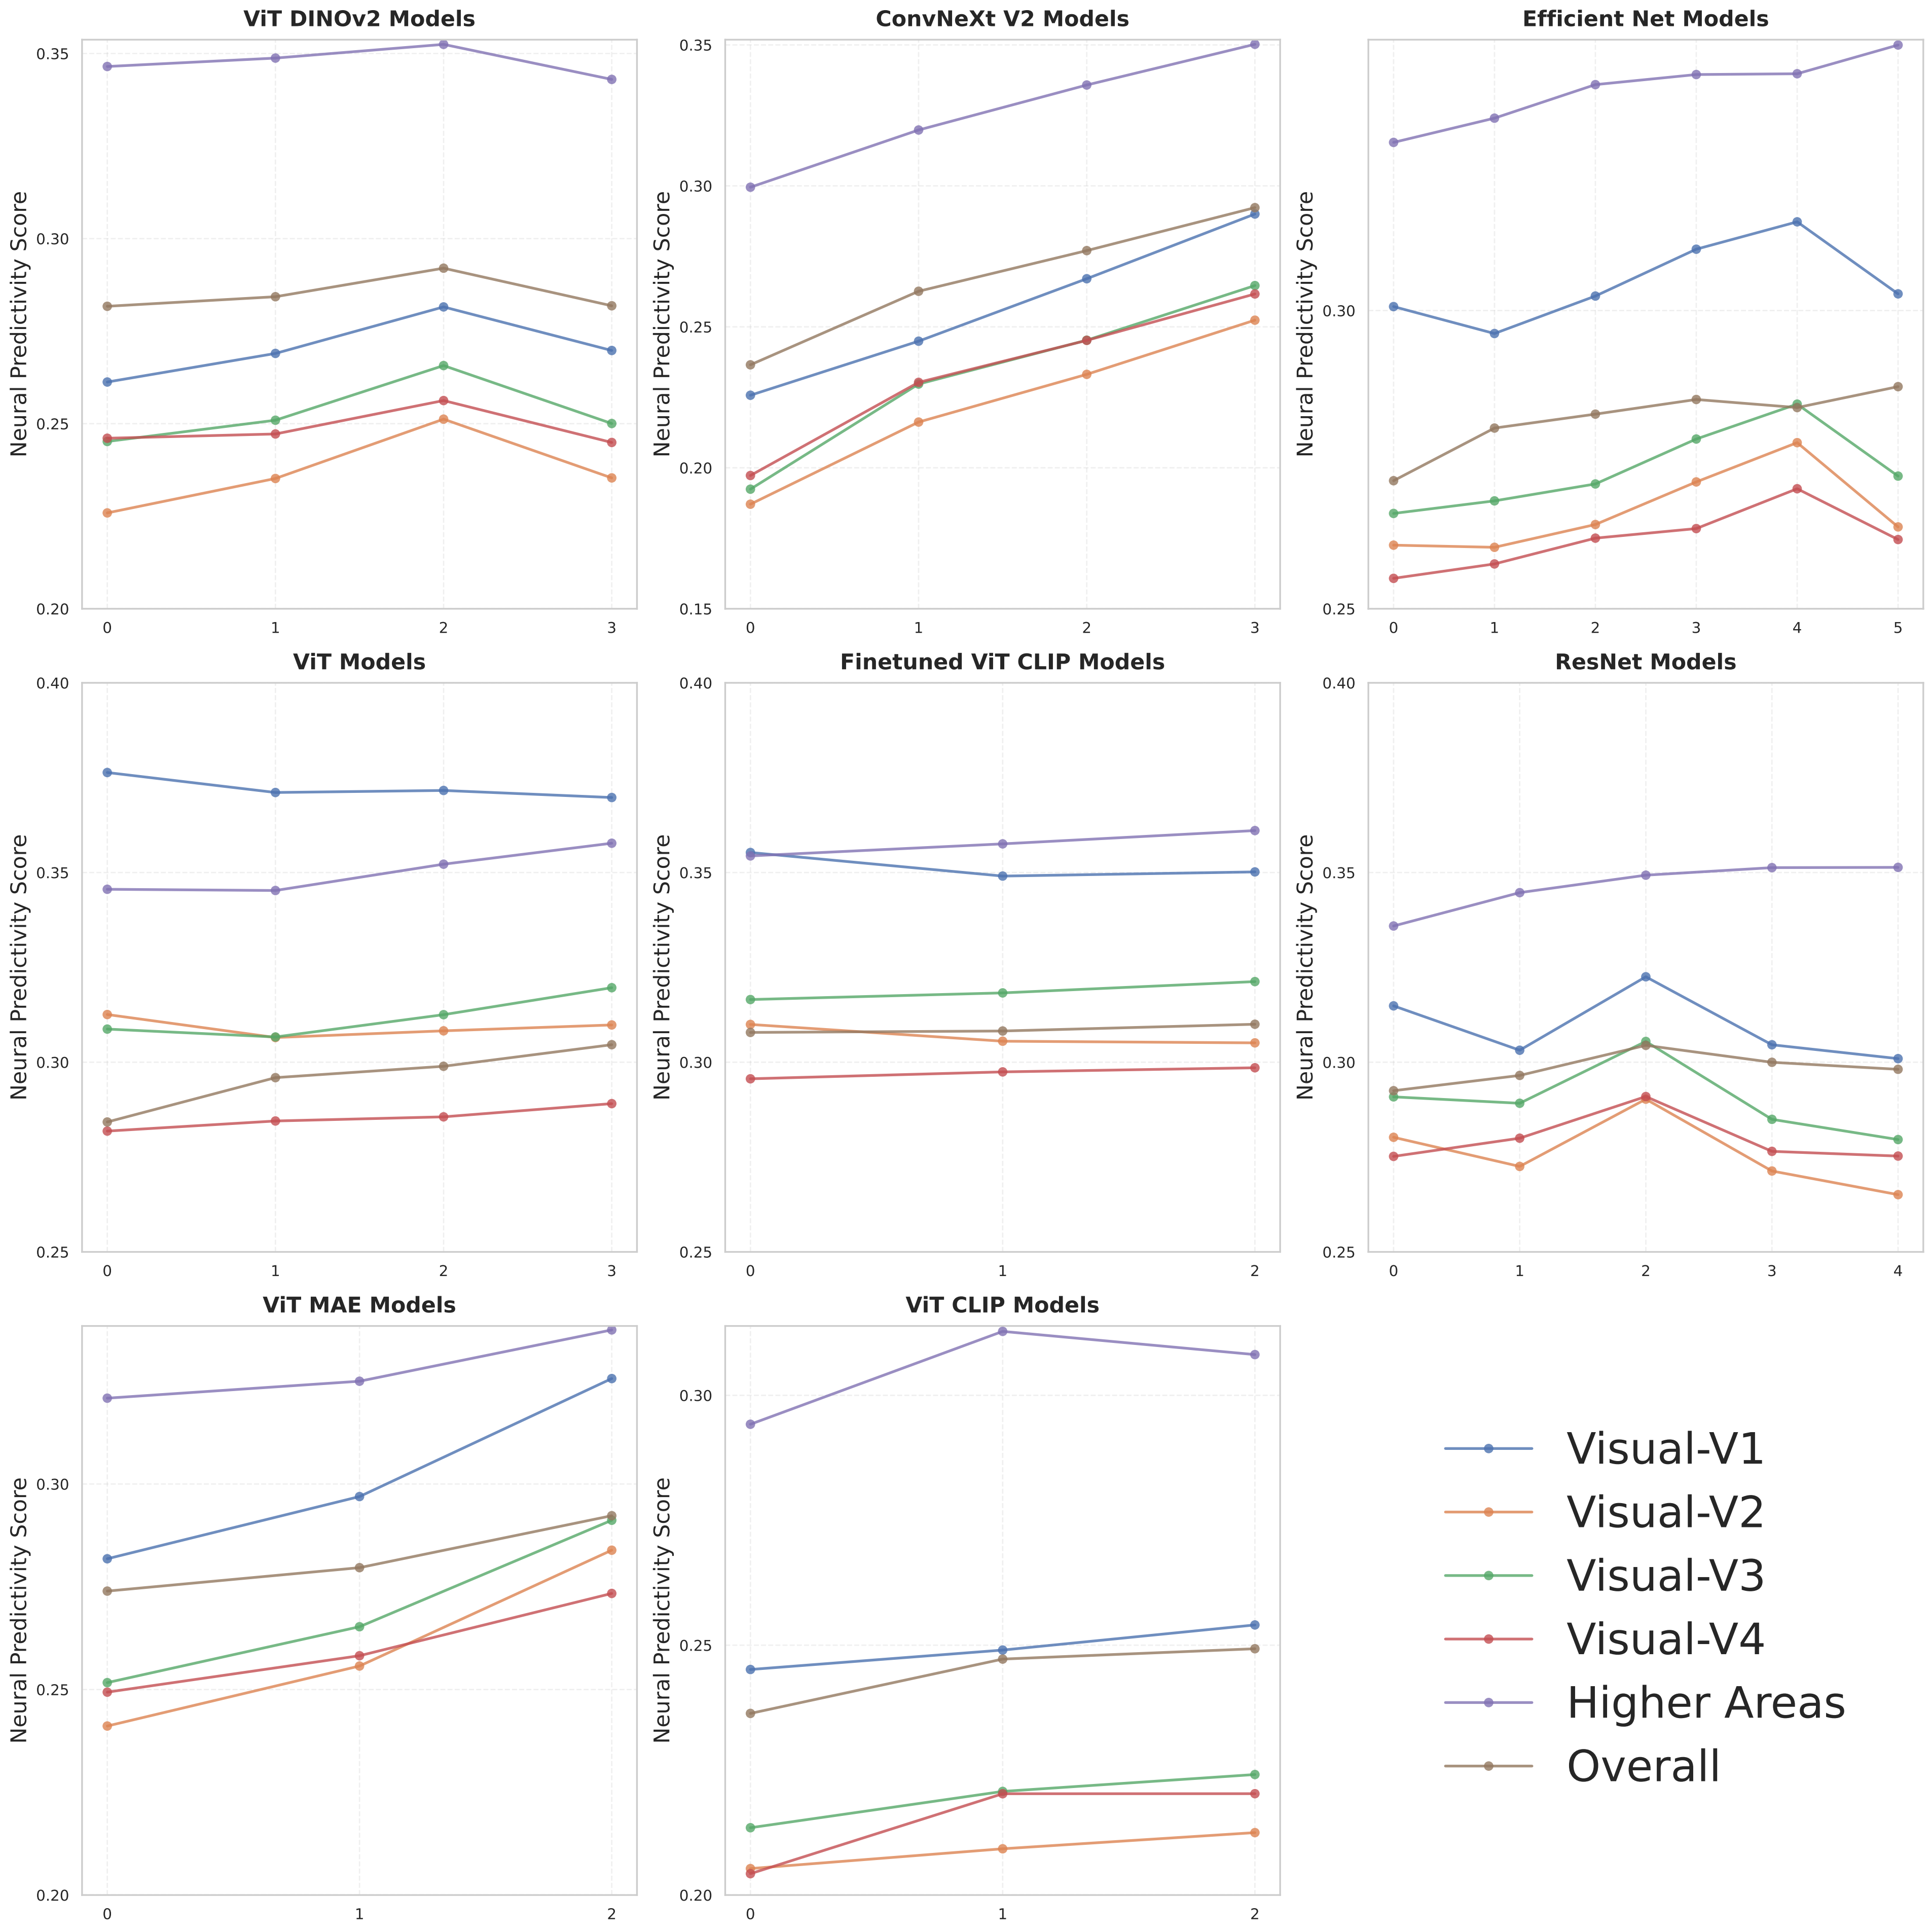 ViT DINOv2 Models
Neural Predictivity Score
0.35
0.30
0.25
0.20
0 1 2 3
ConvNeXt V2 Models
Neural Predictivity Score
0.35
0.30
0.25
0.20
0.15
0 1 2 3
Efficient Net Models
Neural Predictivity Score
0.30
0.25
0 1 2 3 4 5
ViT Models
Neural Predictivity Score
0.40
0.35
0.30
0.25
0 1 2 3
Finetuned ViT CLIP Models
Neural Predictivity Score
0.40
0.35
0.30
0.25
0 1 2
ResNet Models
Neural Predictivity Score
0.40
0.35
0.30
0.25
0 1 2 3 4
ViT MAE Models
Neural Predictivity Score
0.30
0.25
0.20
0 1 2
ViT CLIP Models
Neural Predictivity Score
0.30
0.25
0.20
0 1 2
Visual-V1
Visual-V2
Visual-V3
Visual-V4
Higher Areas
Overall